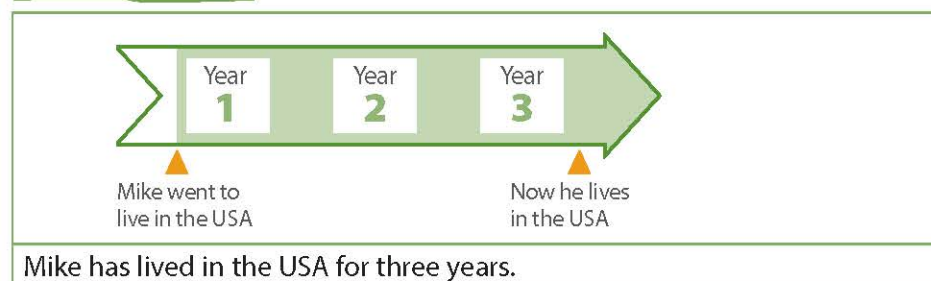 Year
1
Year
2
Year
3
Mike went to
live in the USA
Now he lives
in the USA
Mike has lived in the USA for three years.